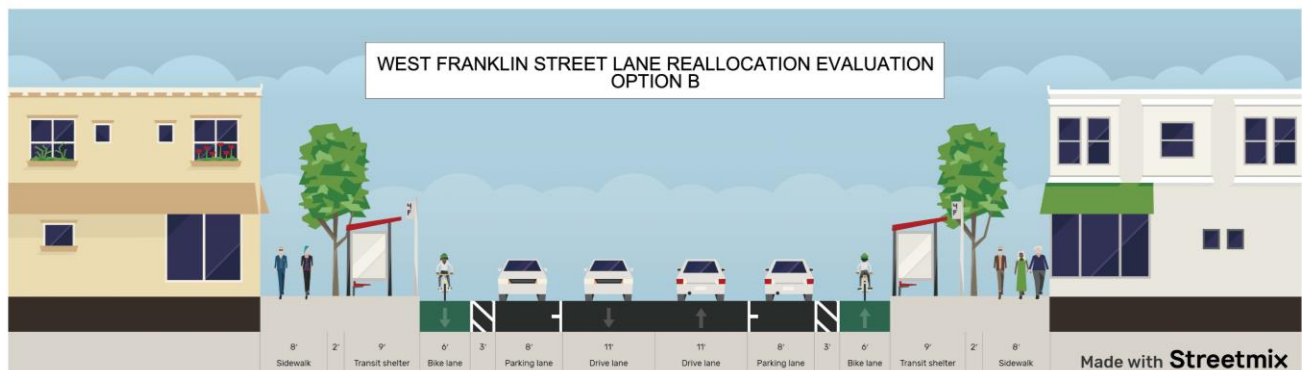 WEST FRANKLIN STREET LANE REALLOCATION EVALUATION
OPTION B
8' 2' 9' 6' 3' 8' 11' 11' 8' 3' 6' 9' 2' 8'
Sidewalk Transit shelter Bike lane Parking lane Drive lane Drive lane Parking lane Bike lane Transit shelter Sidewalk
Made with Streetmix